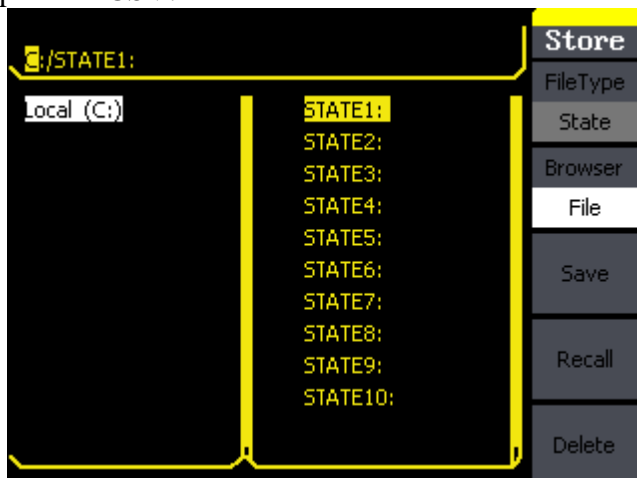 C:/STATE1:
Local (C:)
STATE1:
STATE2:
STATE3:
STATE4:
STATE5:
STATE6:
STATE7:
STATE8:
STATE9:
STATE10:
Store
FileType
State
Browser
File
Save
Recall
Delete